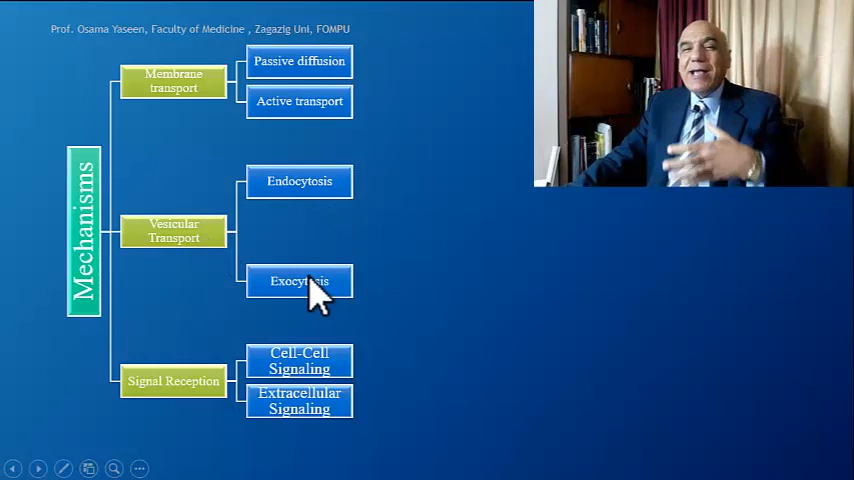 Prof. Osama Yaseen, Faculty of Medicine , Zagazig Uni, FOMPU
Mechanisms
Membrane
transport
Passive diffusion
Active transport
Vesicular
Transport
Endocytosis
Exocytosis
Signal Reception
Cell-Cell
Signaling
Extracellular
Signaling